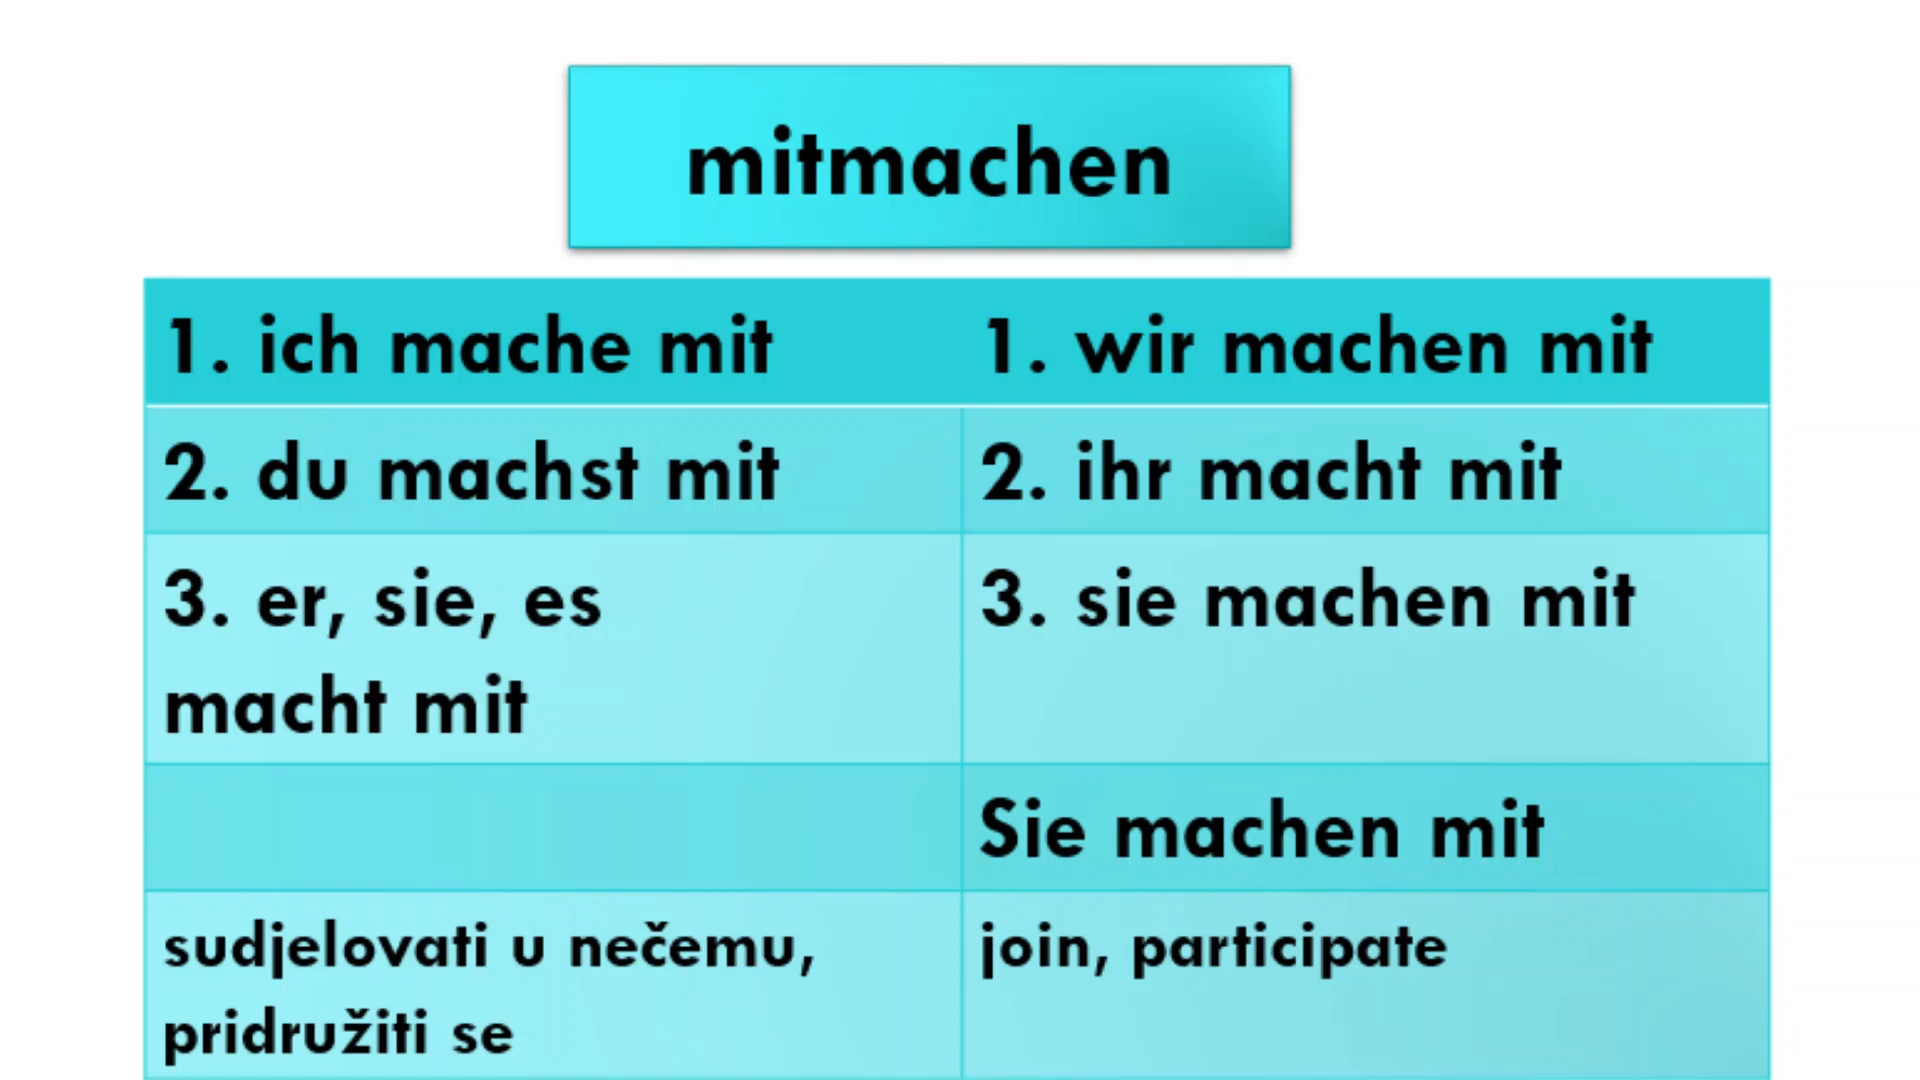 mitmachen
1. ich mache mit
1. wir machen mit
2. du machst mit
2. ihr macht mit
3. er, sie, es
macht mit
3. sie machen mit
Sie machen mit
sudjelovati u nečemu,
pridružiti se
join, participate